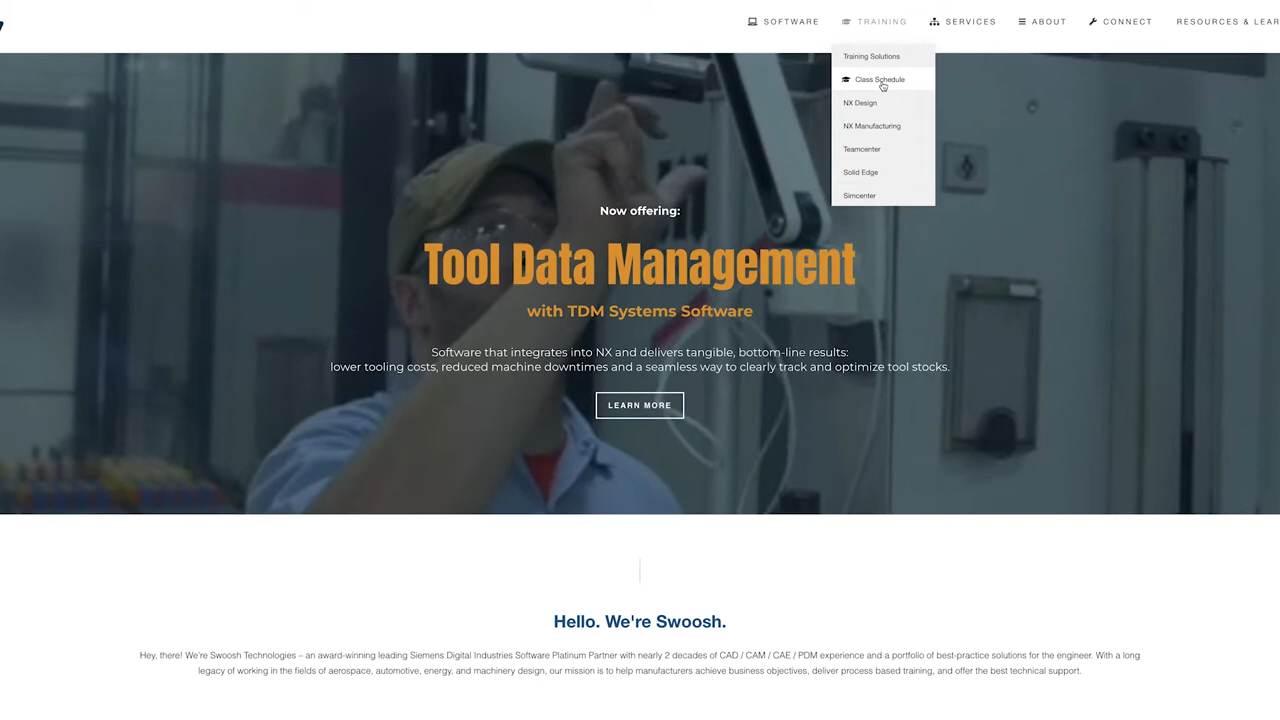 SOFTWARE TRAINING SERVICES ABOUT CONNECT RESOURCES & LEAR
Training Solutions
Class Schedule
NX Design
NX Manufacturing
Teamcenter
Solid Edge
Simcenter
Now offering:
Tool Data Management
with TDM Systems Software
Software that integrates into NX and delivers tangible, bottom-line results:
lower tooling costs, reduced machine downtimes and a seamless way to clearly track and optimize tool stocks.
LEARN MORE
Hello. We're Swoosh.
Hey, there! We're Swoosh Technologies – an award-winning leading Siemens Digital Industries Software Platinum Partner with nearly 2 decades of CAD / CAM / CAE / PDM experience and a portfolio of best-practice solutions for the engineer. With a long
legacy of working in the fields of aerospace, automotive, energy, and machinery design, our mission is to help manufacturers achieve business objectives, deliver process based training, and offer the best technical support.